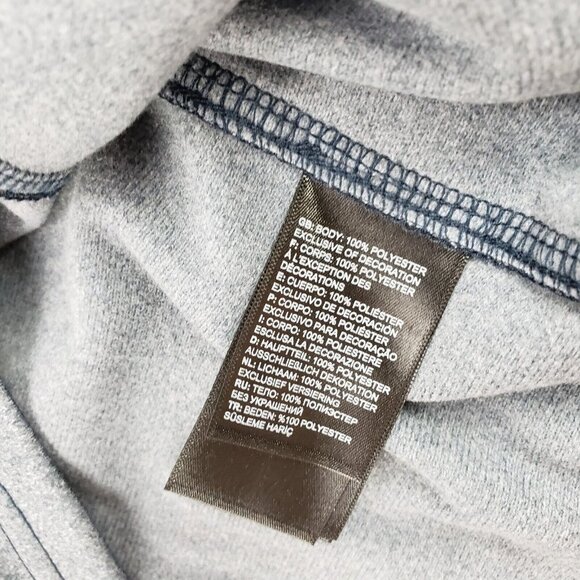 GB: BODY: 100% POLYESTER
EXCLUSIVE OF DECORATION
F: CORPS: 100% POLYESTER
À L'EXCEPTION DES
DÉCORATIONS
E: CUERPO: 100% POLIÉSTER
EXCLUSIVO DE DECORACIÓN
P: CORPO: 100% POLIÉSTER
EXCLUSIVO PARA DECORAÇÃO
I: CORPO: 100% POLIESTERE
ESCLUSA LA DECORAZIONE
D: HAUPTTEIL: 100% POLYESTER
AUSSCHLIEẞLICH DEKORATION
NL: LICHAAM: 100% POLYESTER
EXCLUSIEF VERSIERING
RU: ТЕЛО: 100% ПОЛИЭСТЕР
БЕЗ УКРАШЕНИЙ
TR: BEDEN: %100 POLYESTER
SÜSLEME HARİÇ